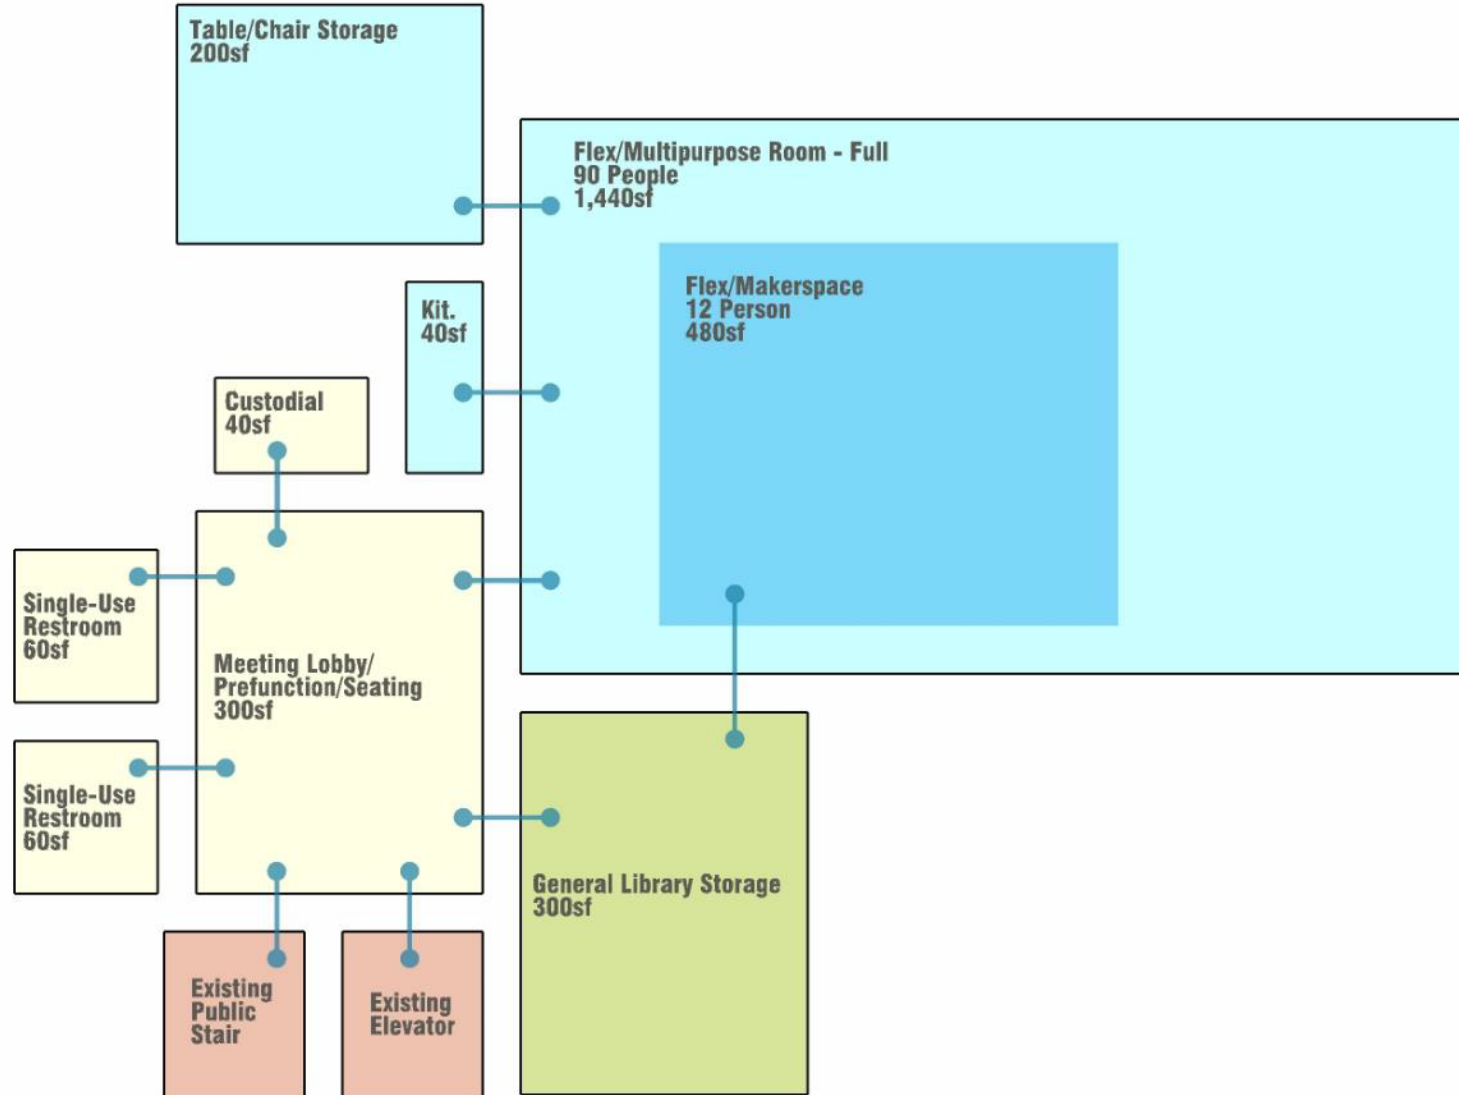 Table/Chair Storage
200sf
Flex/Multipurpose Room - Full
90 People
1,440sf
Flex/Makerspace
12 Person
480sf
Kit.
40sf
Custodial
40sf
Single-Use
Restroom
60sf
Meeting Lobby/
Prefunction/Seating
300sf
Single-Use
Restroom
60sf
General Library Storage
300sf
Existing
Public
Stair
Existing
Elevator